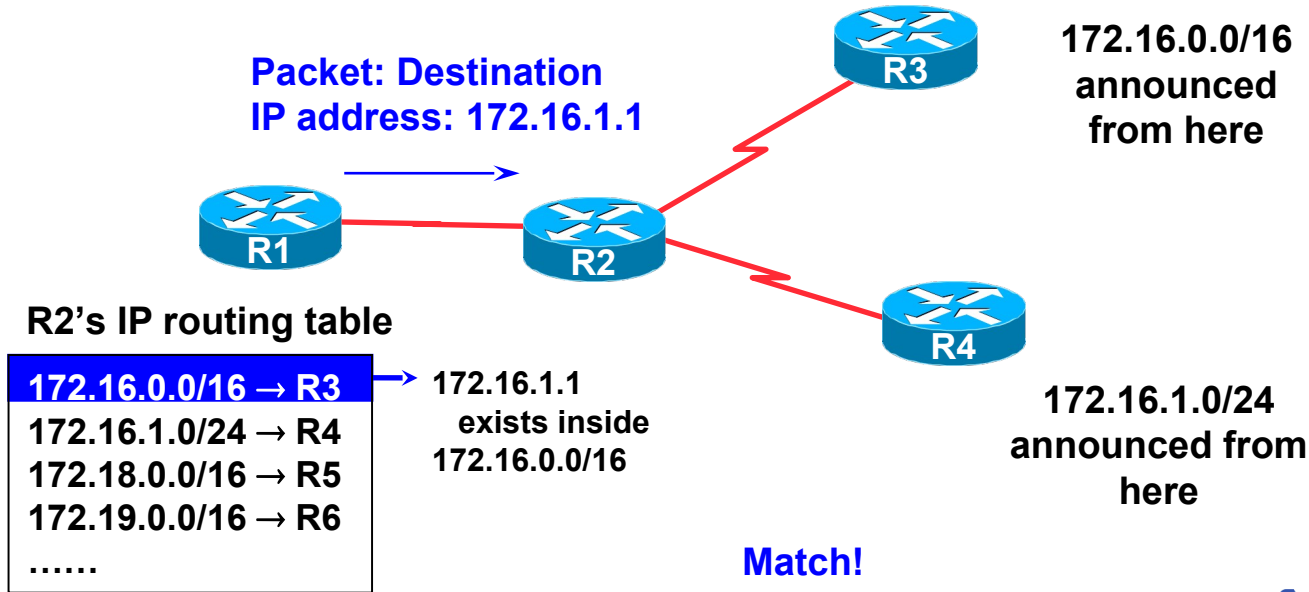 Packet: Destination
IP address: 172.16.1.1
R3
172.16.0.0/16
announced
from here
R1
R2
R4
172.16.1.0/24
announced from
here
R2’s IP routing table
172.16.0.0/16 → R3
172.16.1.0/24 → R4
172.18.0.0/16 → R5
172.19.0.0/16 → R6
……
172.16.1.1
exists inside
172.16.0.0/16
Match!